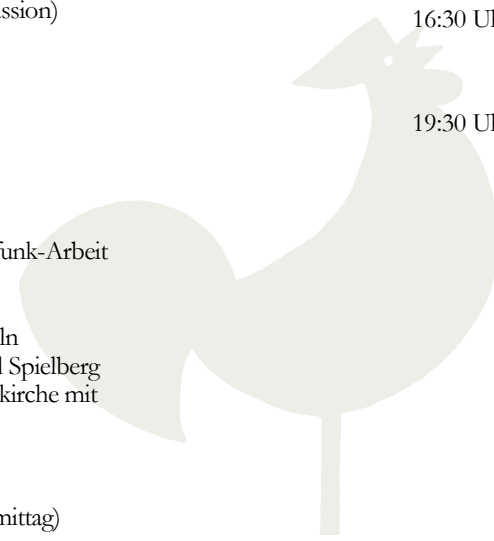 ssion)
16:30
19:30
funk-Arbeit
ln
Spielberg
kirche mit
mittag)